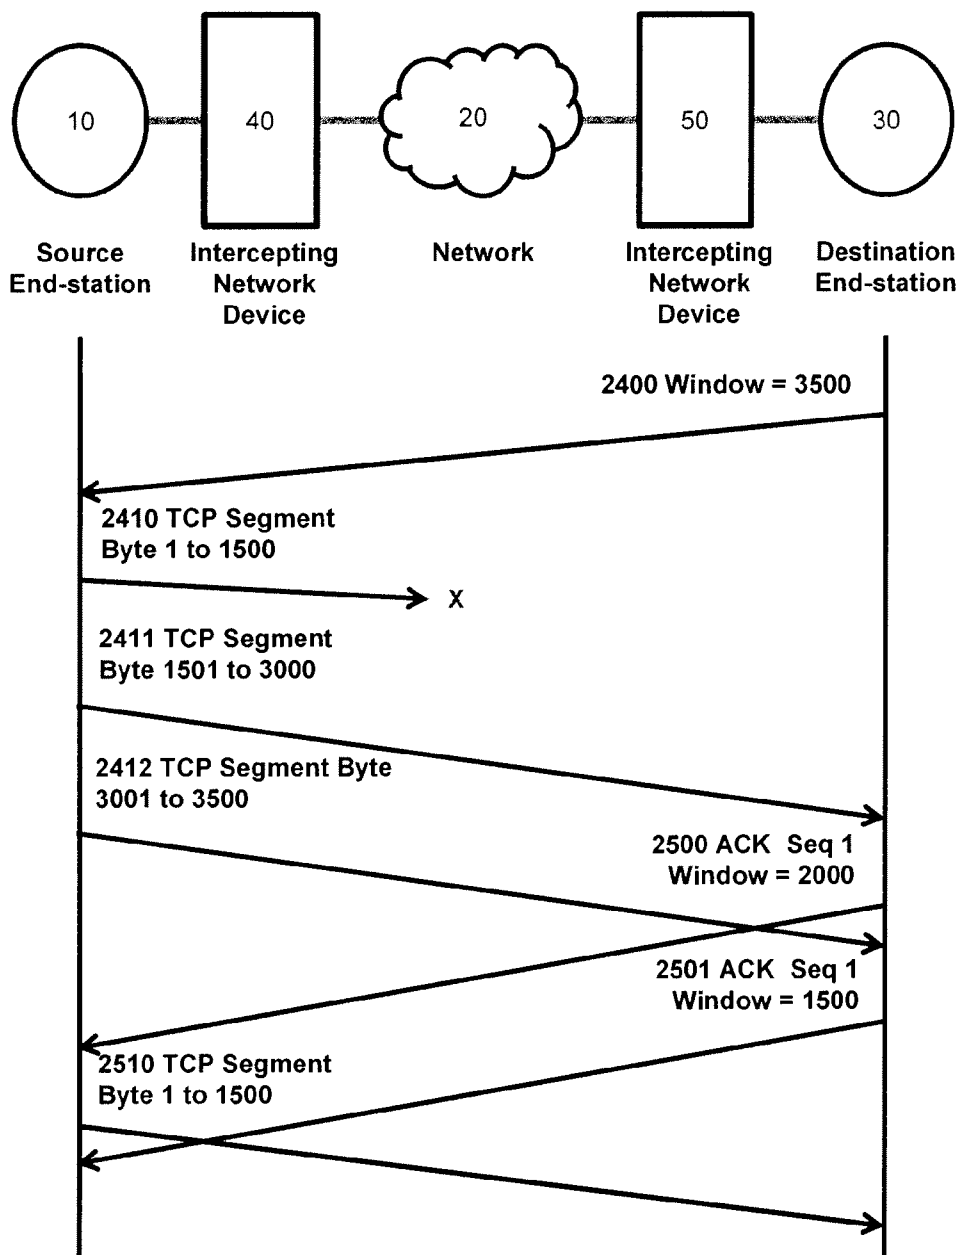 10
40
20
50
30
Source
End-station
Intercepting
Network
Device
Network
Intercepting
Network
Device
Destination
End-station
2400 Window = 3500
2410 TCP Segment
Byte 1 to 1500
X
2411 TCP Segment
Byte 1501 to 3000
2412 TCP Segment Byte
3001 to 3500
2500 ACK Seq 1
Window = 2000
2501 ACK Seq 1
Window = 1500
2510 TCP Segment
Byte 1 to 1500